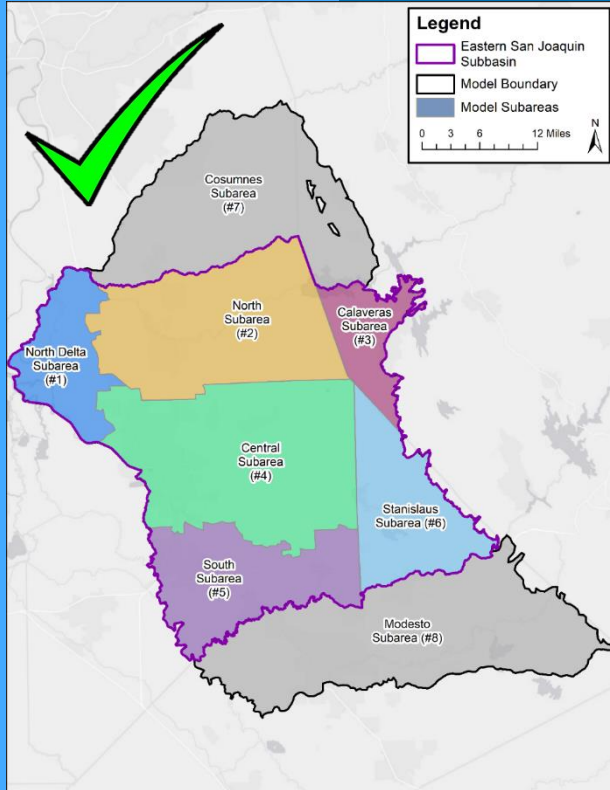 Legend
Eastern San Joaquin
Subbasin
Model Boundary
Model Subareas
0 3 6 12 Miles
N
Cosumnes
Subarea
(#7)
North
Subarea
(#2)
Calaveras
Subarea
(#3)
North Delta
Subarea
(#1)
Central
Subarea
(#4)
Stanislaus
Subarea (#6)
South
Subarea
(#5)
Modesto
Subarea (#8)